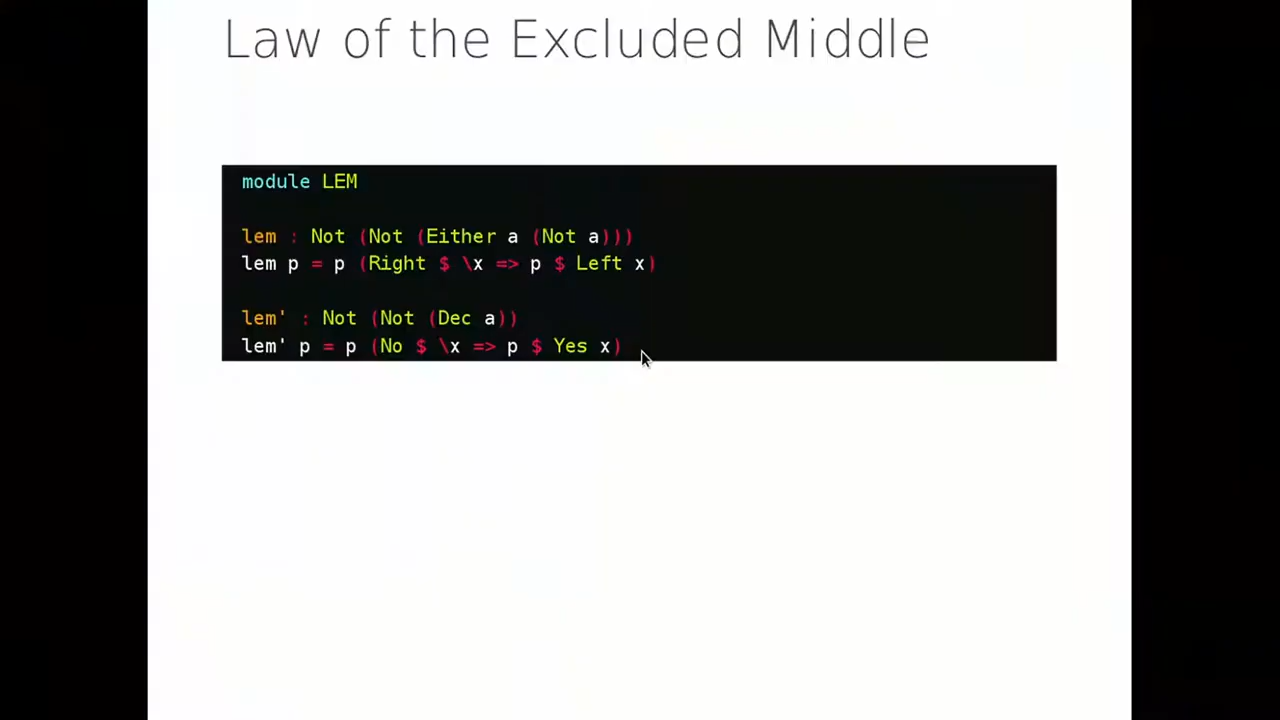 Law of the Excluded Middle
module LEM
lem : Not (Not (Either a (Not a)))
lem p = p (Right $ \x => p $ Left x)
lem' : Not (Not (Dec a))
lem' p = p (No $ \x => p $ Yes x)